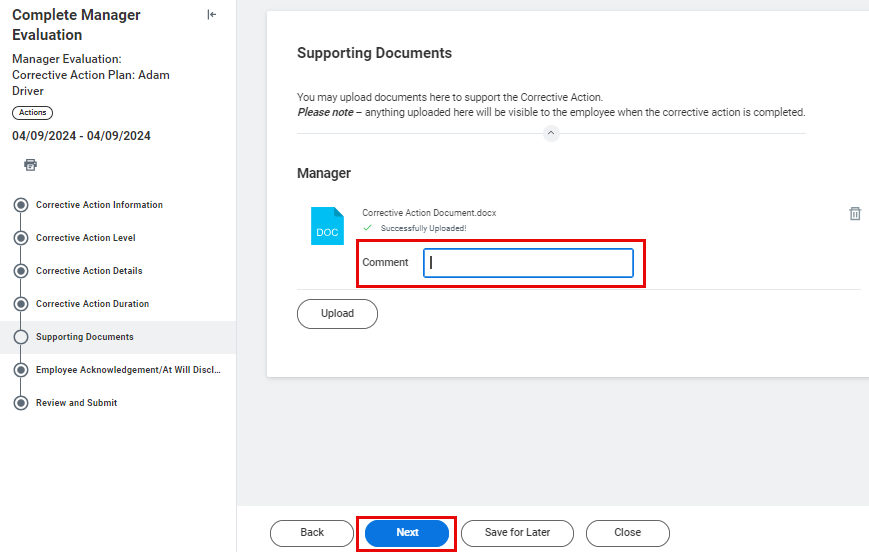 Complete Manager
Evaluation
Manager Evaluation:
Corrective Action Plan: Adam
Driver
Actions
04/09/2024 - 04/09/2024
Corrective Action Information
Corrective Action Level
Corrective Action Details
Corrective Action Duration
Supporting Documents
Employee Acknowledgement/At Will Discl...
Review and Submit
Supporting Documents
You may upload documents here to support the Corrective Action.
Please note – anything uploaded here will be visible to the employee when the corrective action is completed.
Manager
DOC
Corrective Action Document.docx
Successfully Uploaded!
Comment
Upload
Back
Next
Save for Later
Close